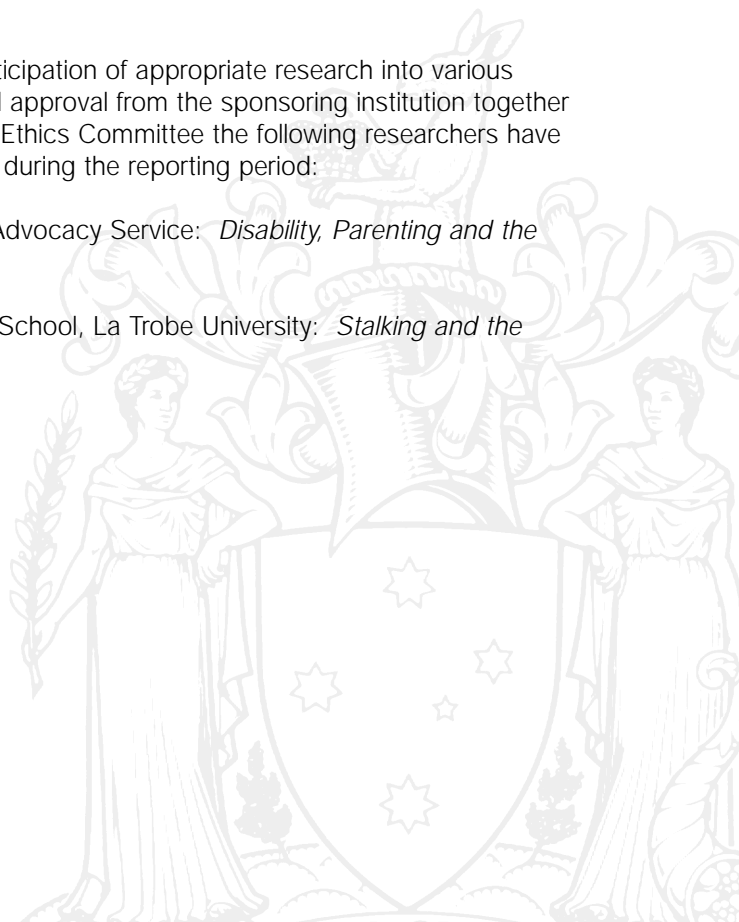 ticipation of appropriate research into various
approval from the sponsoring institution together
Ethics Committee the following researchers have
during the reporting period:
Advocacy Service: Disability, Parenting and the
School, La Trobe University: Stalking and the